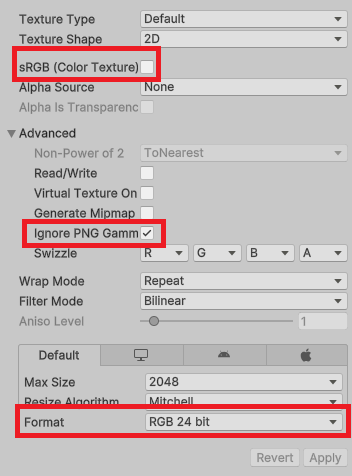 Texture Type Default
Texture Shape 2D
sRGB (Color Texture)
Alpha Source None
Alpha Is Transparenc
Advanced
Non-Power of 2 ToNearest
Read/Write
Virtual Texture On
Generate Mipmap
Ignore PNG Gamm
Swizzle R G B A
Wrap Mode Repeat
Filter Mode Bilinear
Aniso Level 1
Default
Max Size 2048
Resize Algorithm Mitchell
Format RGB 24 bit
Revert Apply